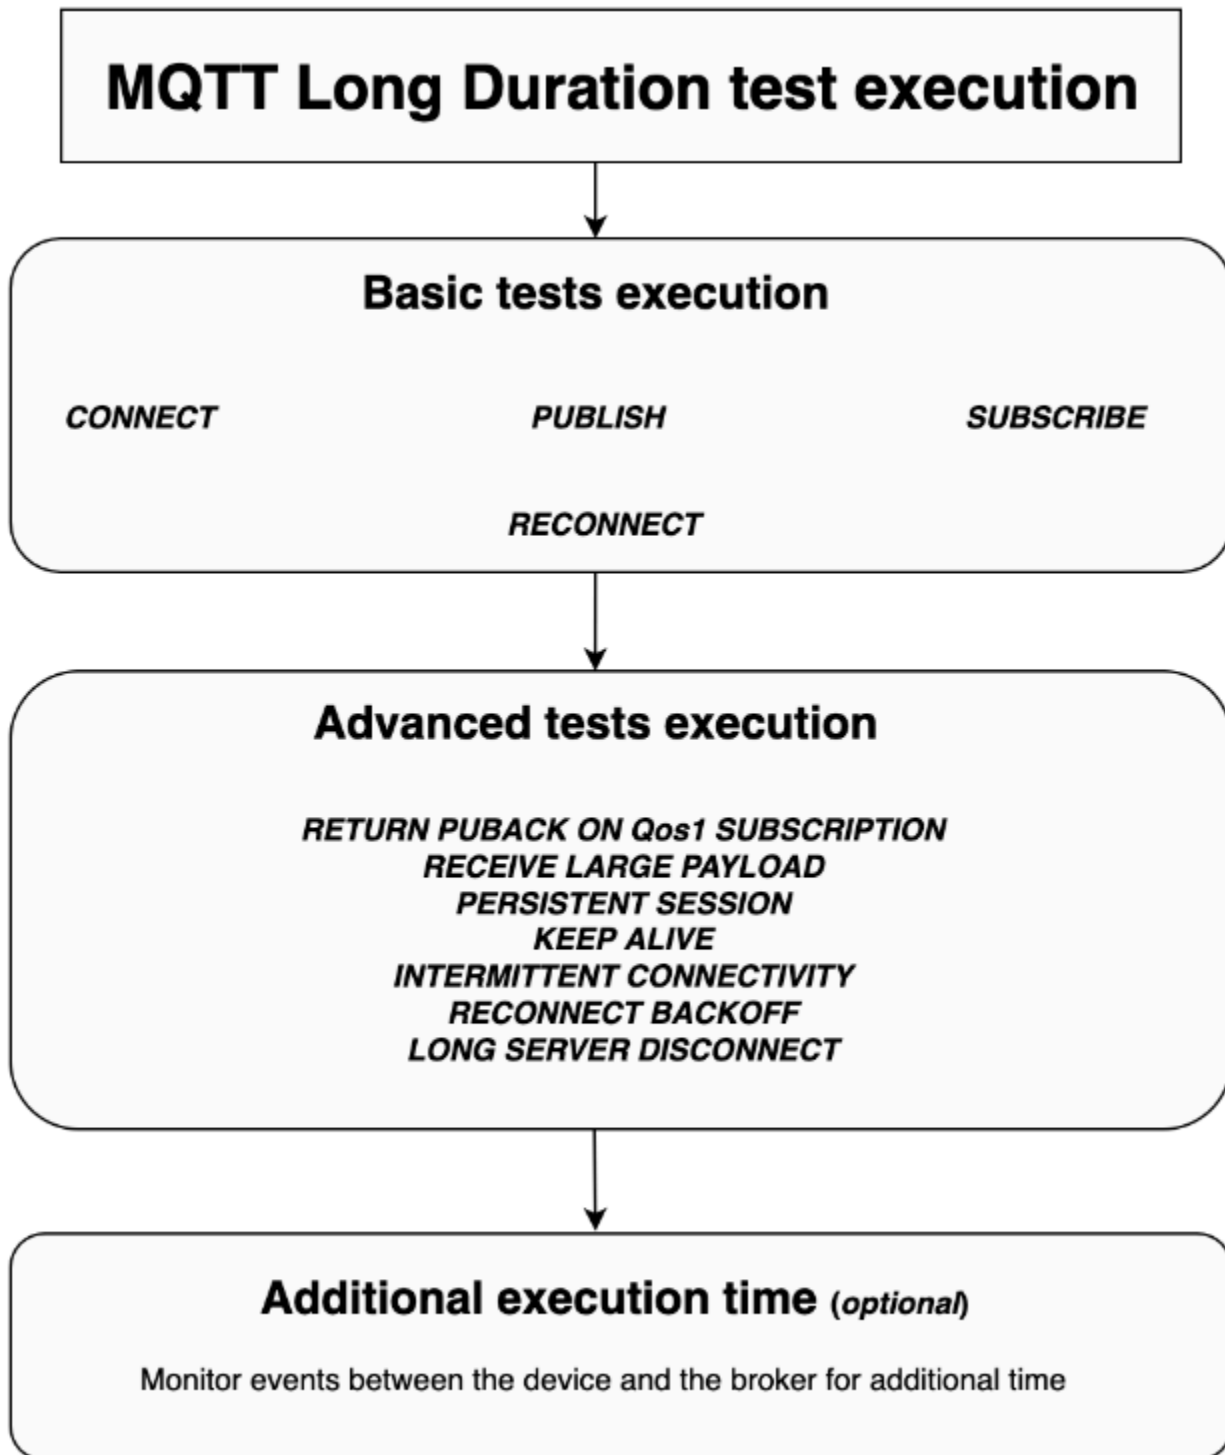 MQTT Long Duration test execution
Basic tests execution
CONNECT PUBLISH SUBSCRIBE
RECONNECT
Advanced tests execution
RETURN PUBACK ON Qos1 SUBSCRIPTION
RECEIVE LARGE PAYLOAD
PERSISTENT SESSION
KEEP ALIVE
INTERMITTENT CONNECTIVITY
RECONNECT BACKOFF
LONG SERVER DISCONNECT
Additional execution time (optional)
Monitor events between the device and the broker for additional time